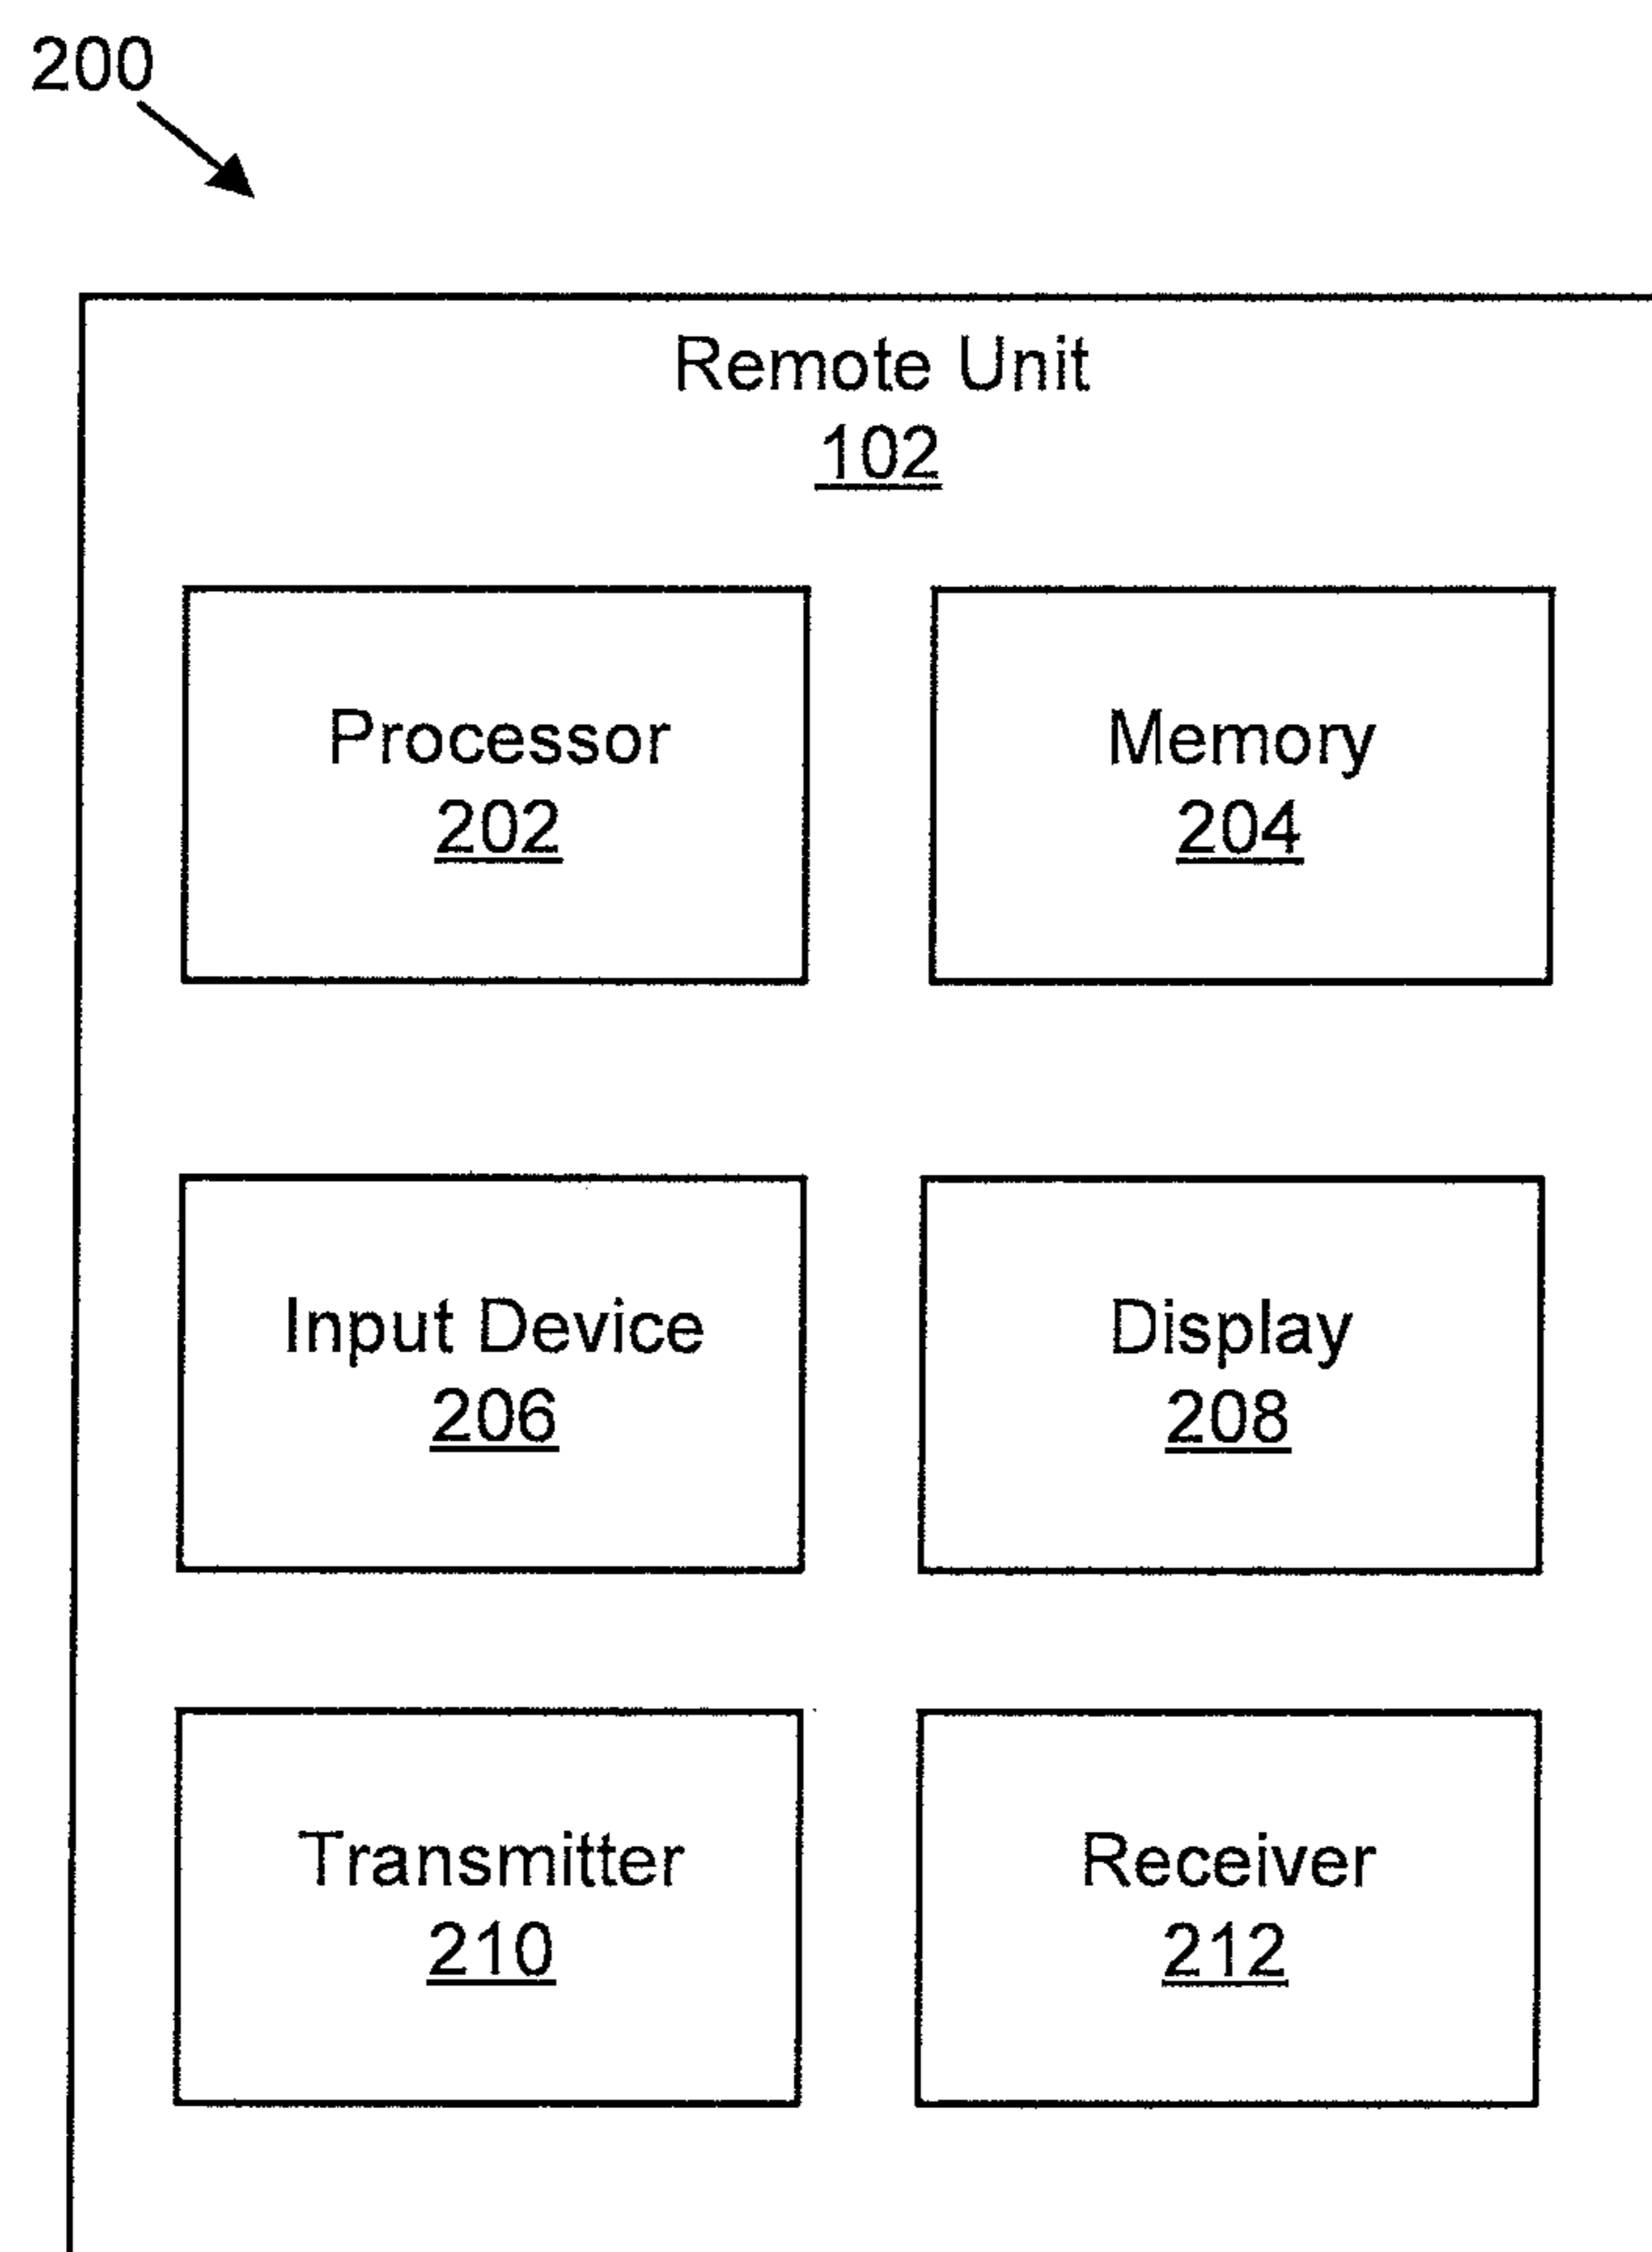 200
Remote Unit
102
Processor
202
Memory
204
Input Device
206
Display
208
Transmitter
210
Receiver
212